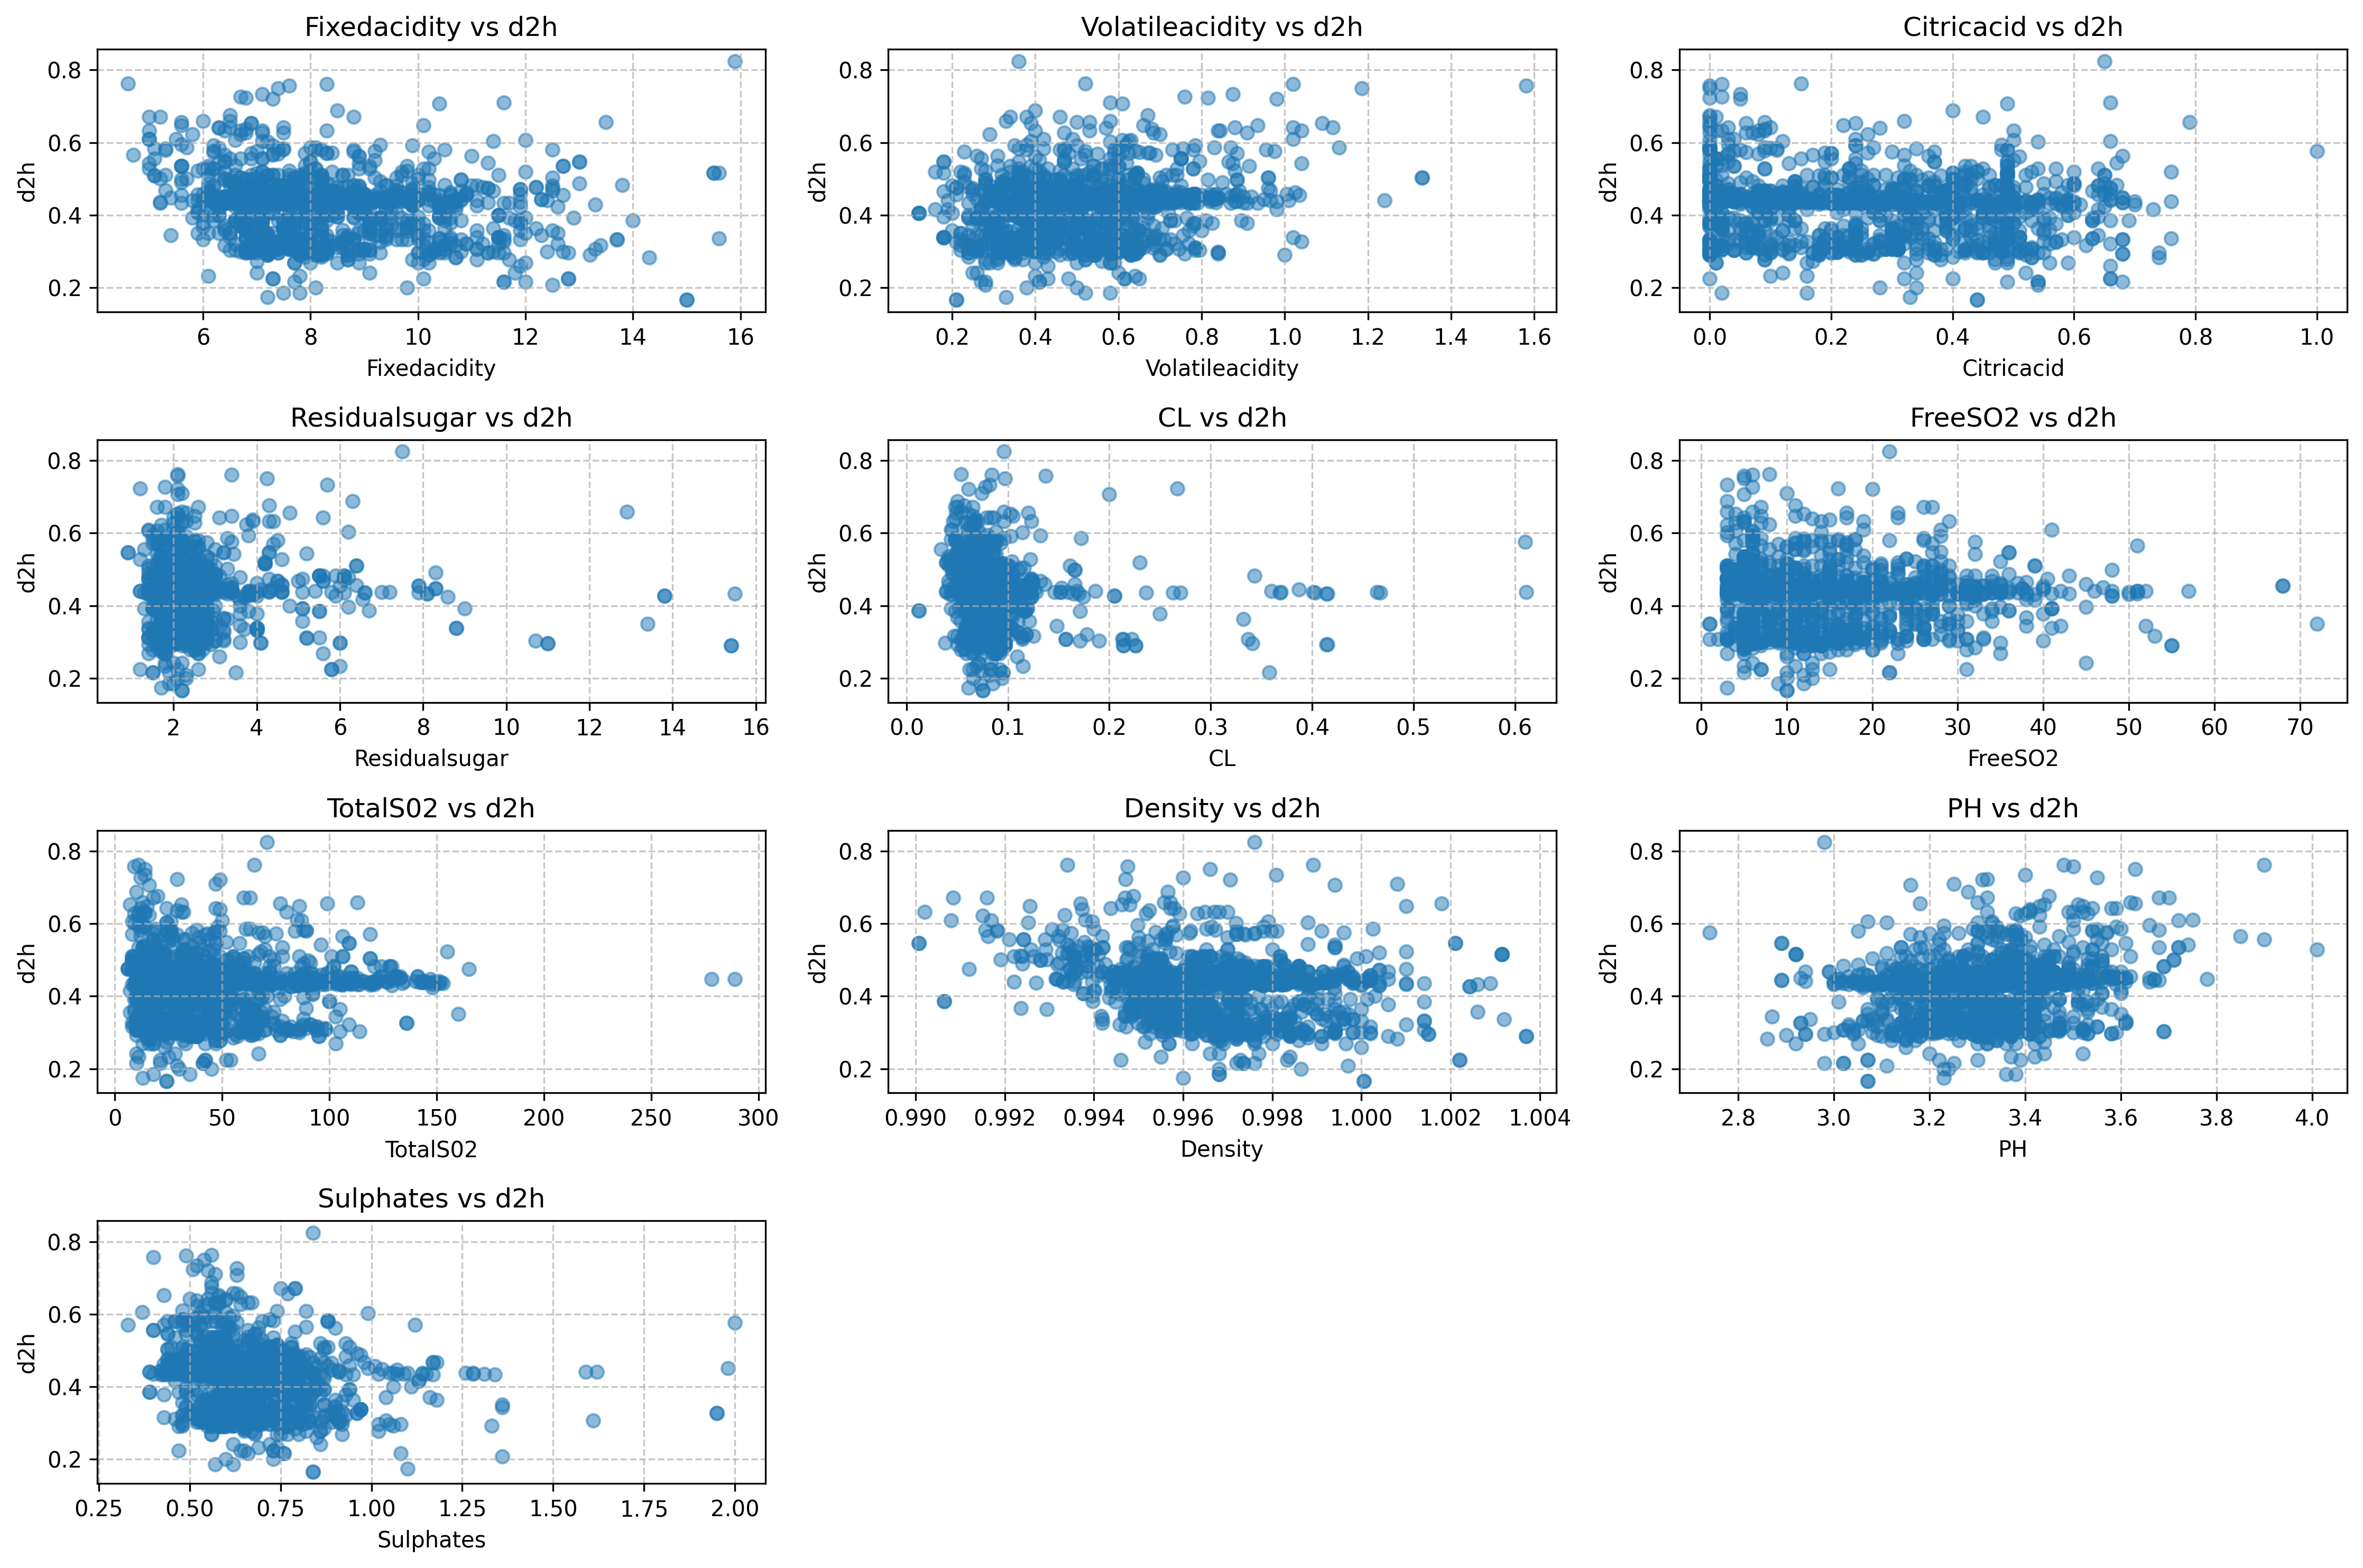 Fixedacidity vs d2h
Volatileacidity vs d2h
Citricacid vs d2h
0.8
0.6
0.4
0.2
d2h
6 8 10 12 14 16
Fixedacidity
0.8
0.6
0.4
0.2
d2h
0.2 0.4 0.6 0.8 1.0 1.2 1.4 1.6
Volatileacidity
0.8
0.6
0.4
0.2
d2h
0.0 0.2 0.4 0.6 0.8 1.0
Citricacid
Residualsugar vs d2h
CL vs d2h
FreeSO2 vs d2h
0.8
0.6
0.4
0.2
d2h
2 4 6 8 10 12 14 16
Residualsugar
0.8
0.6
0.4
0.2
d2h
0.0 0.1 0.2 0.3 0.4 0.5 0.6
CL
0.8
0.6
0.4
0.2
d2h
0 10 20 30 40 50 60 70
FreeSO2
TotalS02 vs d2h
Density vs d2h
PH vs d2h
0.8
0.6
0.4
0.2
d2h
0 50 100 150 200 250 300
TotalS02
0.8
0.6
0.4
0.2
d2h
0.990 0.992 0.994 0.996 0.998 1.000 1.002 1.004
Density
0.8
0.6
0.4
0.2
d2h
2.8 3.0 3.2 3.4 3.6 3.8 4.0
PH
Sulphates vs d2h
0.8
0.6
0.4
0.2
d2h
0.25 0.50 0.75 1.00 1.25 1.50 1.75 2.00
Sulphates